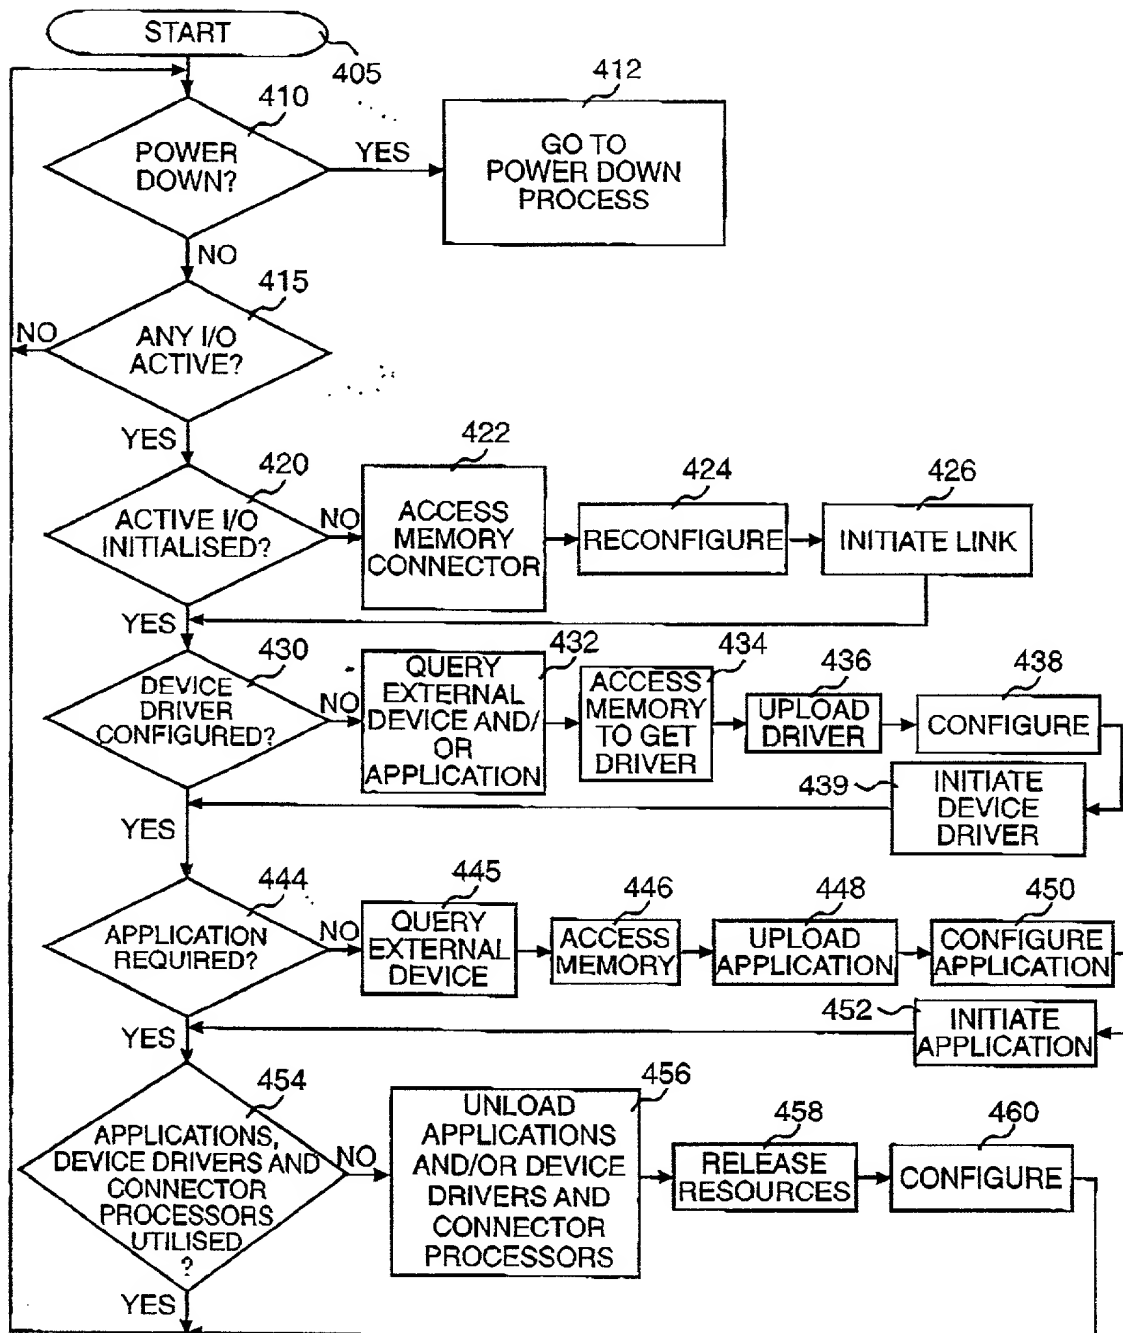 START
405
410
412
POWER
DOWN?
YES
GO TO
POWER DOWN
PROCESS
NO
415
NO
ANY I/O
ACTIVE?
YES
420
422
424
426
ACTIVE I/O
INITIALISED?
NO
ACCESS
MEMORY
CONNECTOR
RECONFIGURE
INITIATE LINK
YES
430
432
434
436
438
DEVICE
DRIVER
CONFIGURED?
NO
QUERY
EXTERNAL
DEVICE AND/
OR
APPLICATION
ACCESS
MEMORY
TO GET
DRIVER
UPLOAD
DRIVER
CONFIGURE
439
INITIATE
DEVICE
DRIVER
YES
444
445
446
448
450
APPLICATION
REQUIRED?
NO
QUERY
EXTERNAL
DEVICE
ACCESS
MEMORY
UPLOAD
APPLICATION
CONFIGURE
APPLICATION
452
INITIATE
APPLICATION
YES
454
456
458
460
APPLICATIONS,
DEVICE DRIVERS AND
CONNECTOR
PROCESSORS
UTILISED
?
NO
UNLOAD
APPLICATIONS
AND/OR DEVICE
DRIVERS AND
CONNECTOR
PROCESSORS
RELEASE
RESOURCES
CONFIGURE
YES